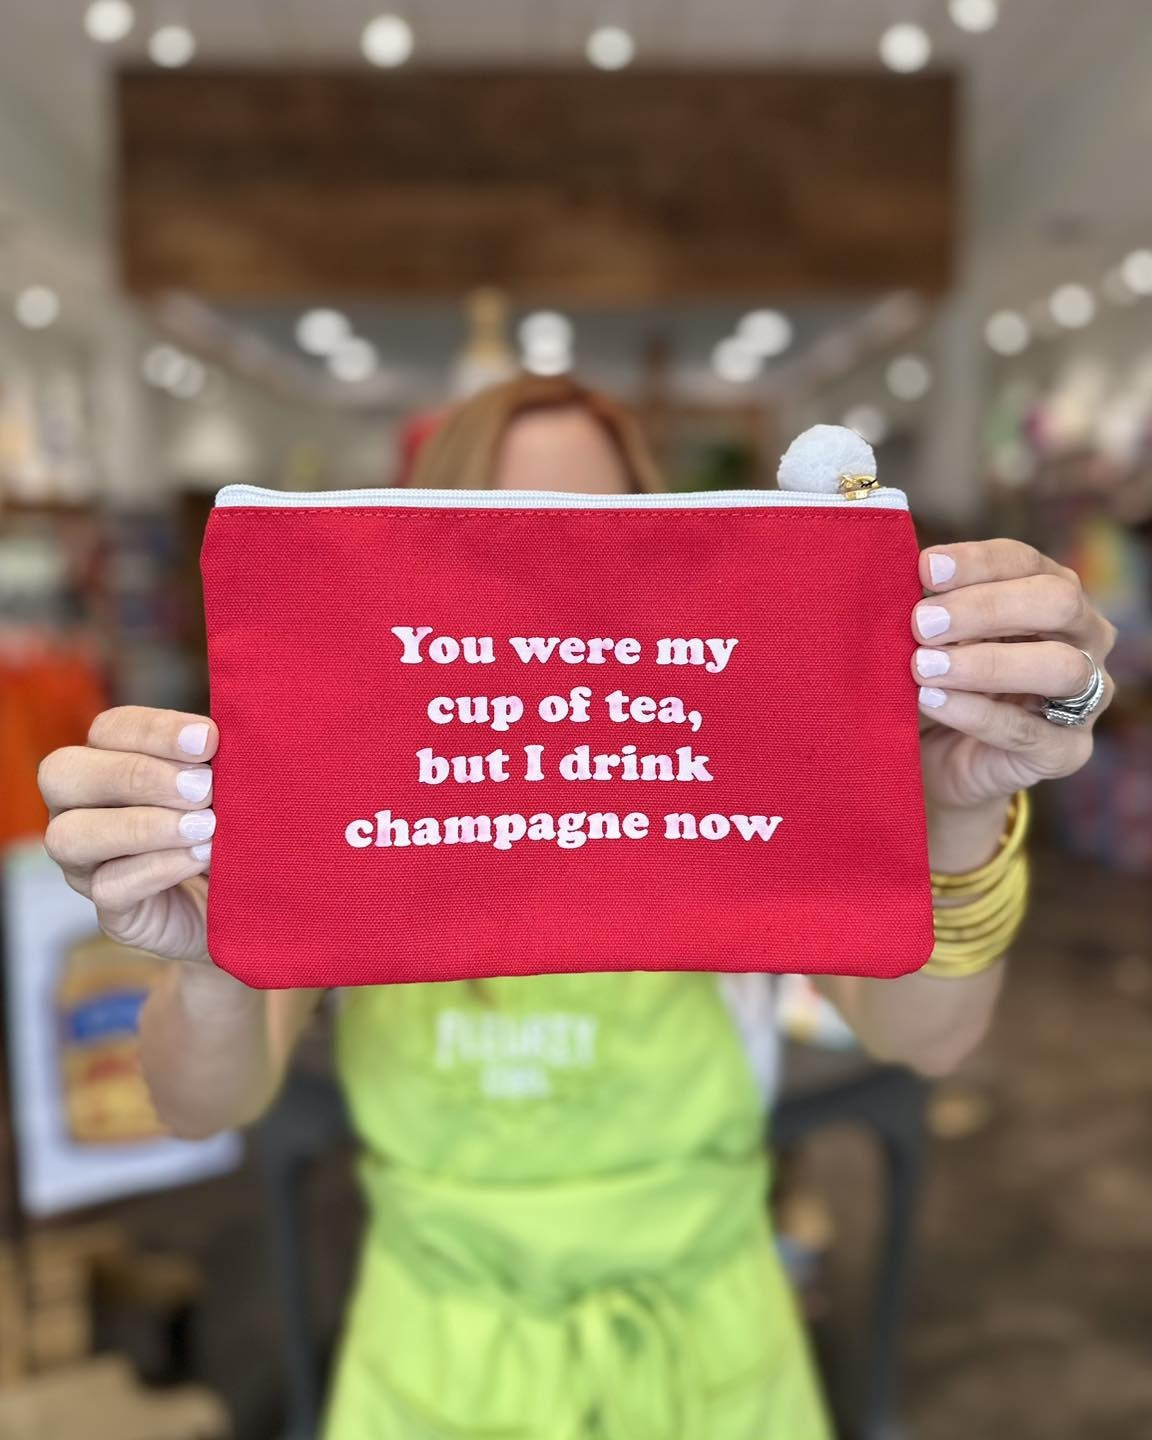 You were my
cup of tea,
but I drink
champagne now